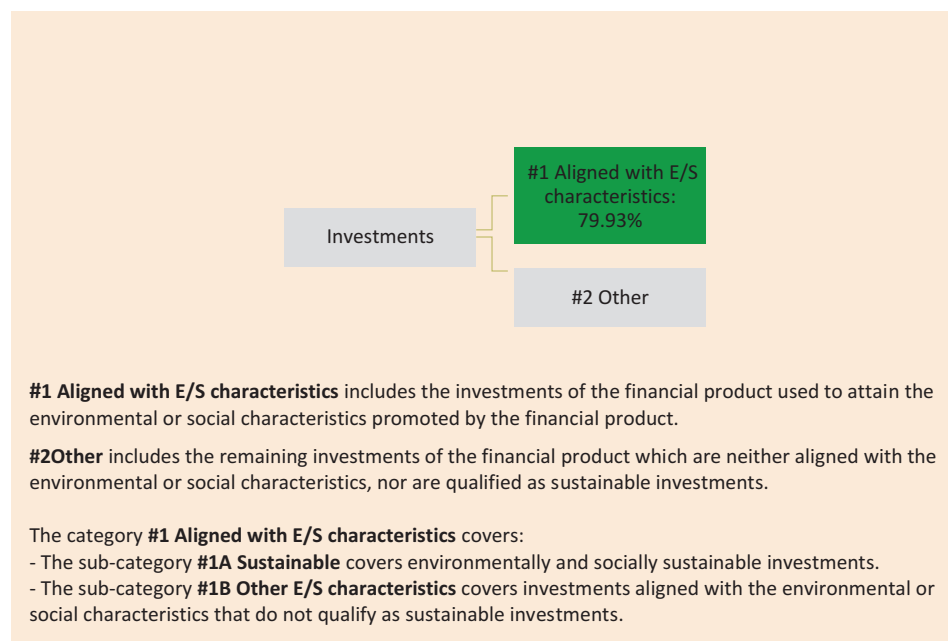 #1 Aligned with E/S
characteristics:
79.93%
Investments
#2 Other
#1 Aligned with E/S characteristics includes the investments of the financial product used to attain the
environmental or social characteristics promoted by the financial product.
#2Other includes the remaining investments of the financial product which are neither aligned with the
environmental or social characteristics, nor are qualified as sustainable investments.
The category #1 Aligned with E/S characteristics covers:
- The sub-category #1A Sustainable covers environmentally and socially sustainable investments.
- The sub-category #1B Other E/S characteristics covers investments aligned with the environmental or
social characteristics that do not qualify as sustainable investments.